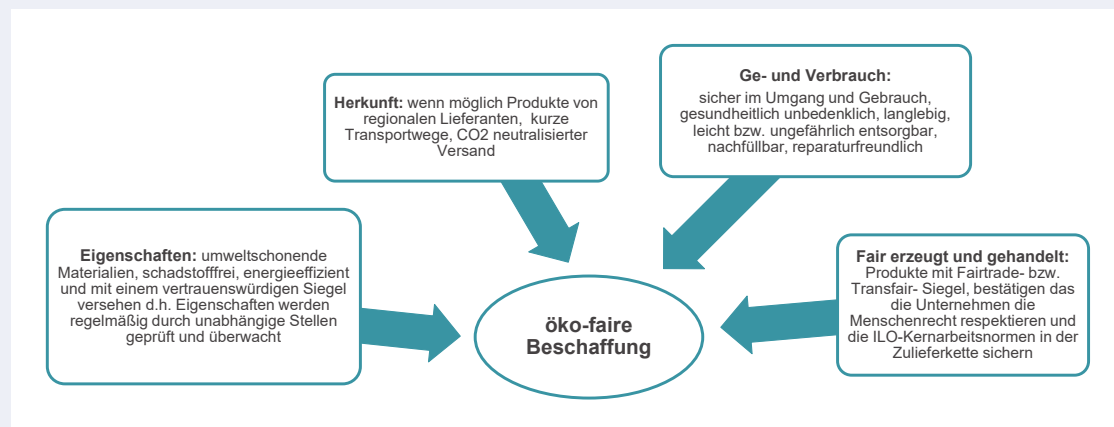 Ge- und Verbrauch:
sicher im Umgang und Gebrauch,
gesundheitlich unbedenklich, langlebig,
leicht bzw. ungefährlich entsorgbar,
nachfüllbar, reparaturfreundlich
Herkunft: wenn möglich Produkte von
regionalen Lieferanten, kurze
Transportwege, CO2 neutralisierter
Versand
Eigenschaften: umweltschonende
Materialien, schadstofffrei, energieeffizient
und mit einem vertrauenswürdigen Siegel
versehen d.h. Eigenschaften werden
regelmäßig durch unabhängige Stellen
geprüft und überwacht
Fair erzeugt und gehandelt:
Produkte mit Fairtrade- bzw.
Transfair- Siegel, bestätigen das
die Unternehmen die
Menschenrecht respektieren und
die ILO-Kernarbeitsnormen in der
Zulieferkette sichern
öko-faire
Beschaffung